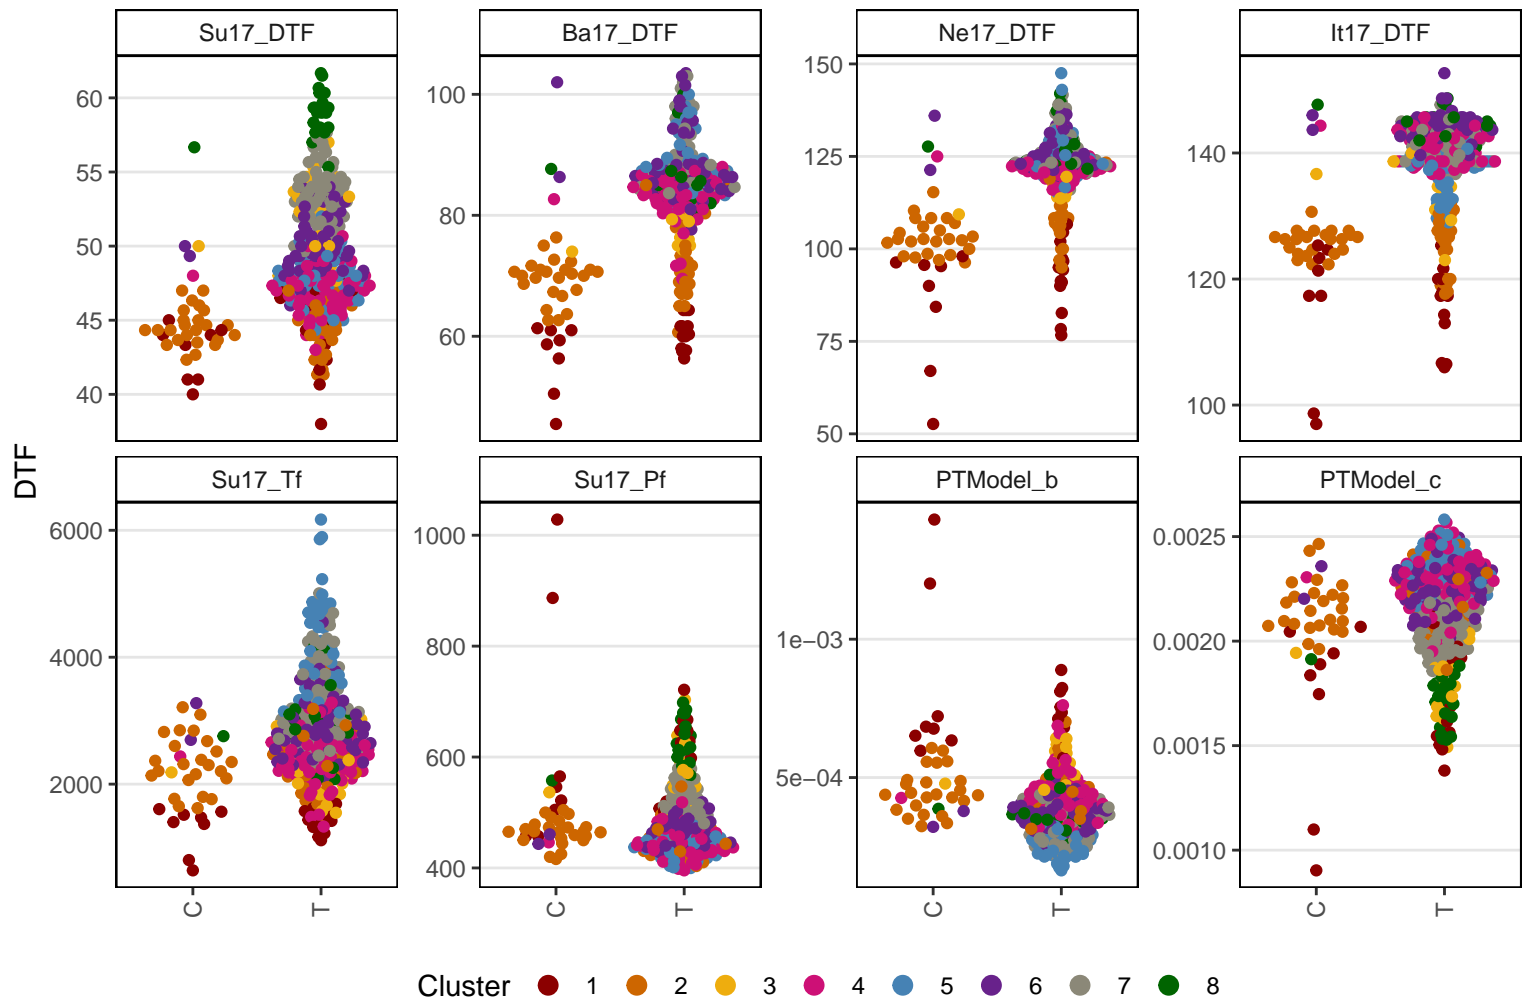 Su17_DTF
Ba17_DTF
Ne17_DTF
It17_DTF
60
55
50
45
40
100
80
60
150
125
100
75
50
140
120
100
DTF
Su17_Tf
Su17_Pf
PTModel_b
PTModel_c
6000
4000
2000
1000
800
600
400
1e−03
5e−04
0.0025
0.0020
0.0015
0.0010
C
T
C
T
C
T
C
T
Cluster 1 2 3 4 5 6 7 8